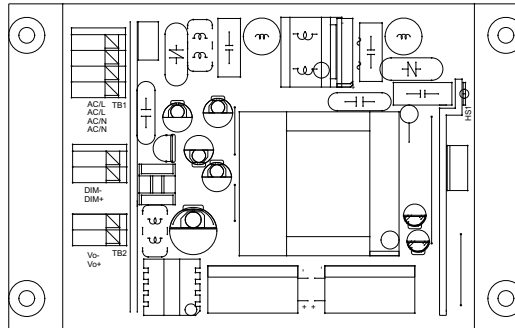 AC/L TB1
AC/L
AC/N
AC/N
DIM-
DIM+
Vo- TB2
Vo+
HS1
- -
+ +